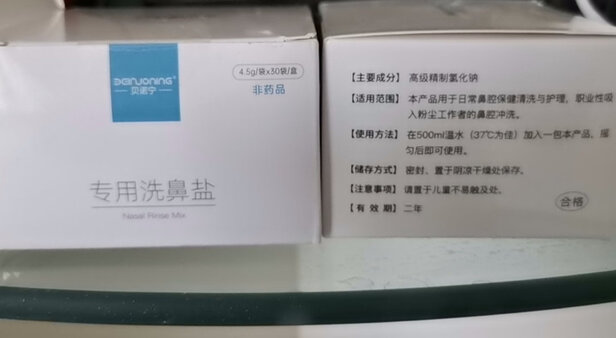 BENUONING
贝诺宁
4.5g/袋x30袋/盒
非药品
专用洗鼻盐
Nasal Rinse Mix
【主要成分】 高级精制氯化钠
【适用范围】 本产品用于日常鼻腔保健清洗与护理，职业性吸
入粉尘工作者的鼻腔冲洗。
【使用方法】 在500ml温水（37℃为佳）加入一包本产品，摇
匀后即可使用。
【储存方式】 密封、置于阴凉干燥处保存。
【注意事项】 请置于儿童不易触及处。
【有 效 期】 二年
合格